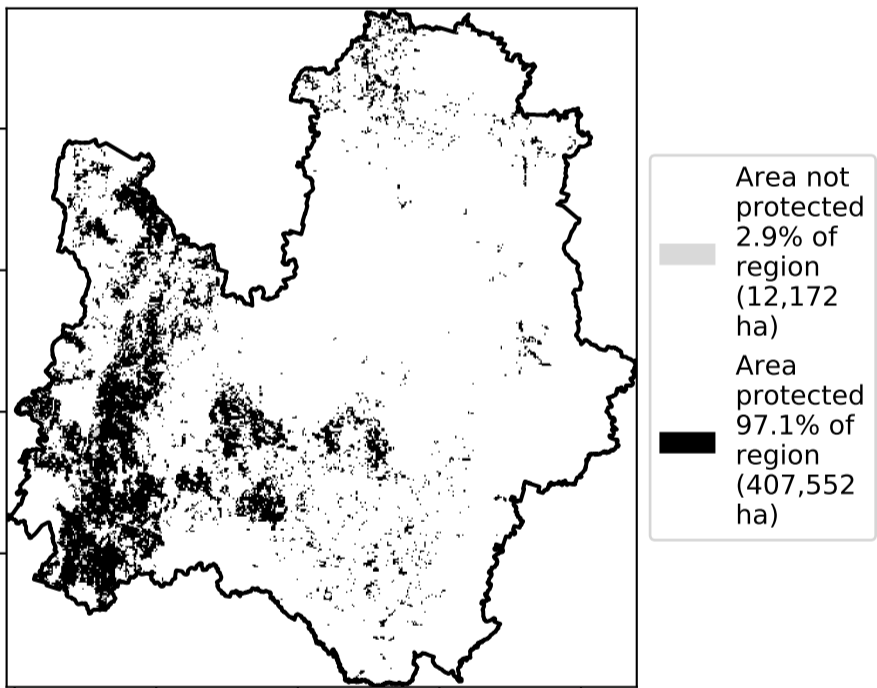 Area not
protected
2.9% of
region
(12,172
ha)
Area
protected
97.1% of
region
(407,552
ha)